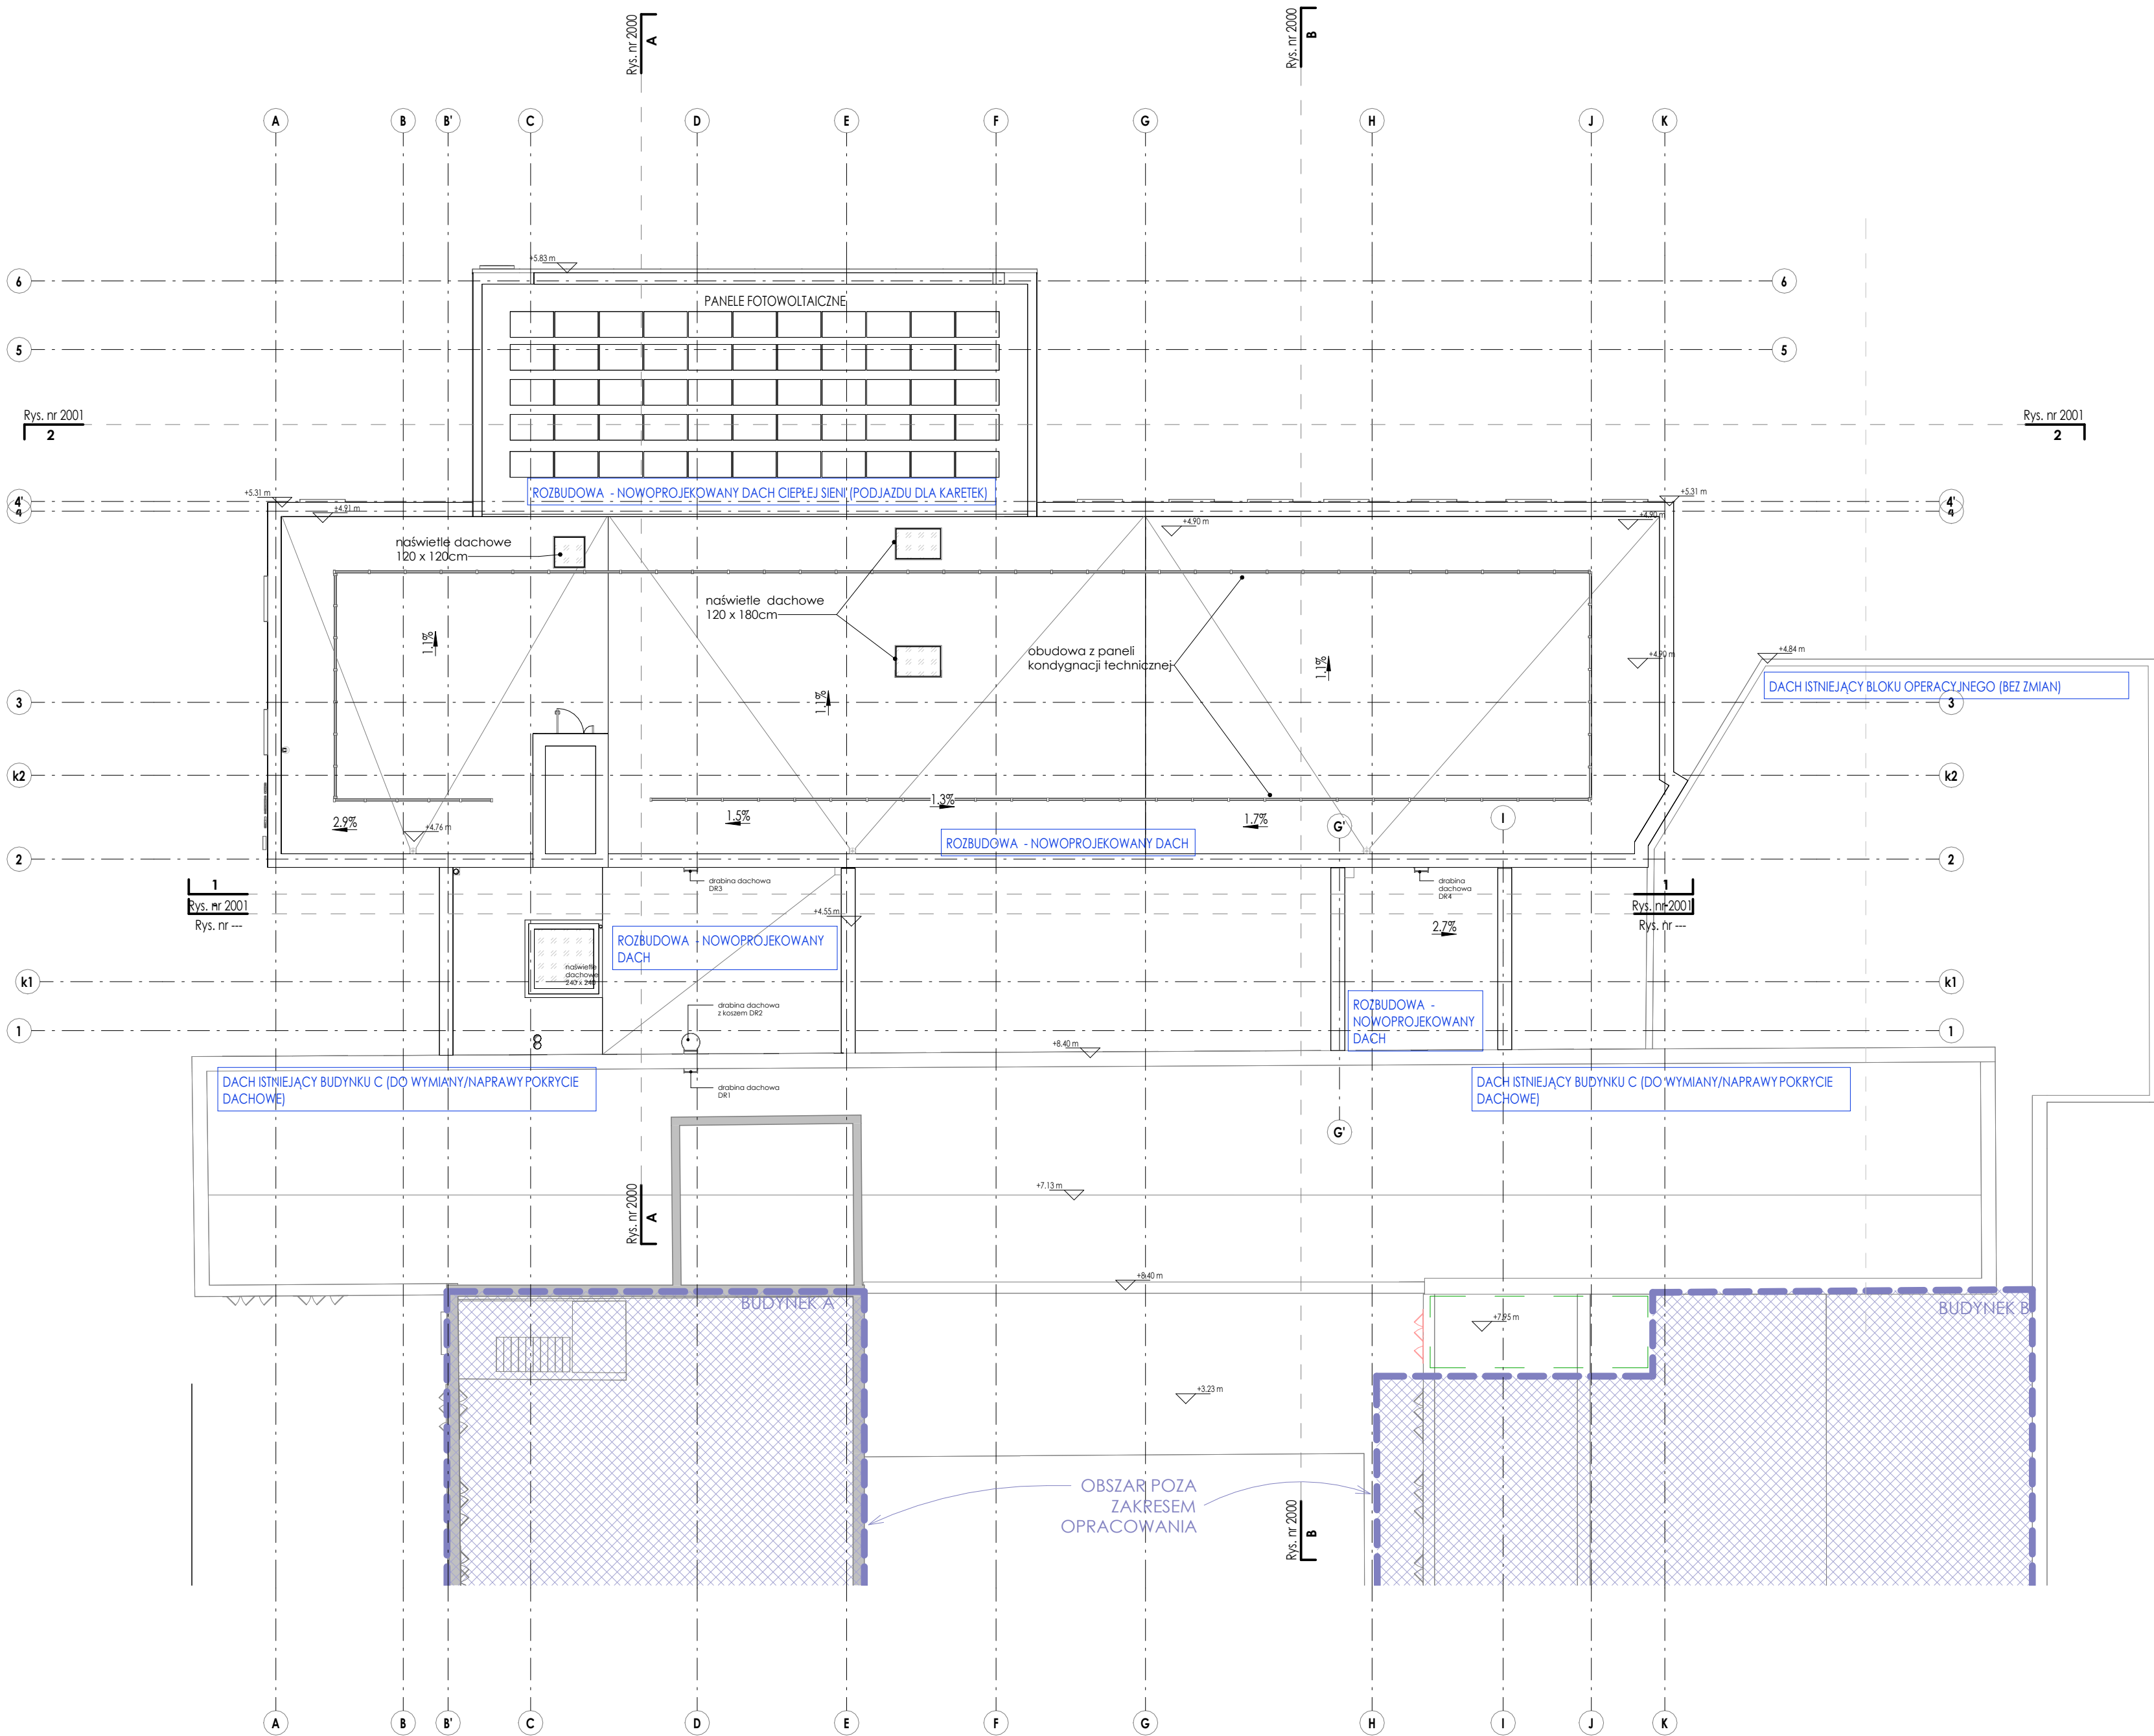 Rys. nr 2000
A
Rys. nr 2000
B
A
B
B'
C
D
E
F
G
H
J
K
+5.83 m
6
6
PANELE FOTOWOLTAICZNE
5
5
Rys. nr 2001
2
Rys. nr 2001
2
ROZBUDOWA - NOWOPROJEKOWANY DACH CIEPŁEJ SIENI (PODJAZDU DLA KARETEK)
4'
4
+5.31 m
+4.91 m
+5.31 m
4'
4
+4.90 m
+4.90 m
naświetle dachowe
120 x 120cm
naświetle dachowe
120 x 180cm
1.1%
1.1%
1.1%
obudowa z paneli
kondygnacji technicznej
+4.90 m
+4.84 m
DACH ISTNIEJĄCY BLOKU OPERACYJNEGO (BEZ ZMIAN)
3
3
k2
k2
2.9%
+4.76 m
1.5%
1.3%
1.7%
G'
I
ROZBUDOWA - NOWOPROJEKOWANY DACH
2
2
drabina dachowa
DR3
drabina
dachowa
DR4
1
Rys. nr 2001
Rys. nr ---
1
Rys. nr 2001
Rys. nr ---
+4.55 m
2.7%
ROZBUDOWA - NOWOPROJEKOWANY
DACH
naświetle
dachowe
240 x 240
k1
k1
drabina dachowa
z koszem DR2
ROZBUDOWA -
NOWOPROJEKOWANY
DACH
1
1
+8.40 m
DACH ISTNIEJĄCY BUDYNKU C (DO WYMIANY/NAPRAWY POKRYCIE
DACHOWE)
drabina dachowa
DR1
DACH ISTNIEJĄCY BUDYNKU C (DO WYMIANY/NAPRAWY POKRYCIE
DACHOWE)
G'
+7.13 m
Rys. nr 2000
A
+8.40 m
BUDYNEK A
BUDYNEK B
+7.95 m
+3.23 m
OBSZAR POZA
ZAKRESEM
OPRACOWANIA
Rys. nr 2000
B
A
B
B'
C
D
E
F
G
H
I
J
K